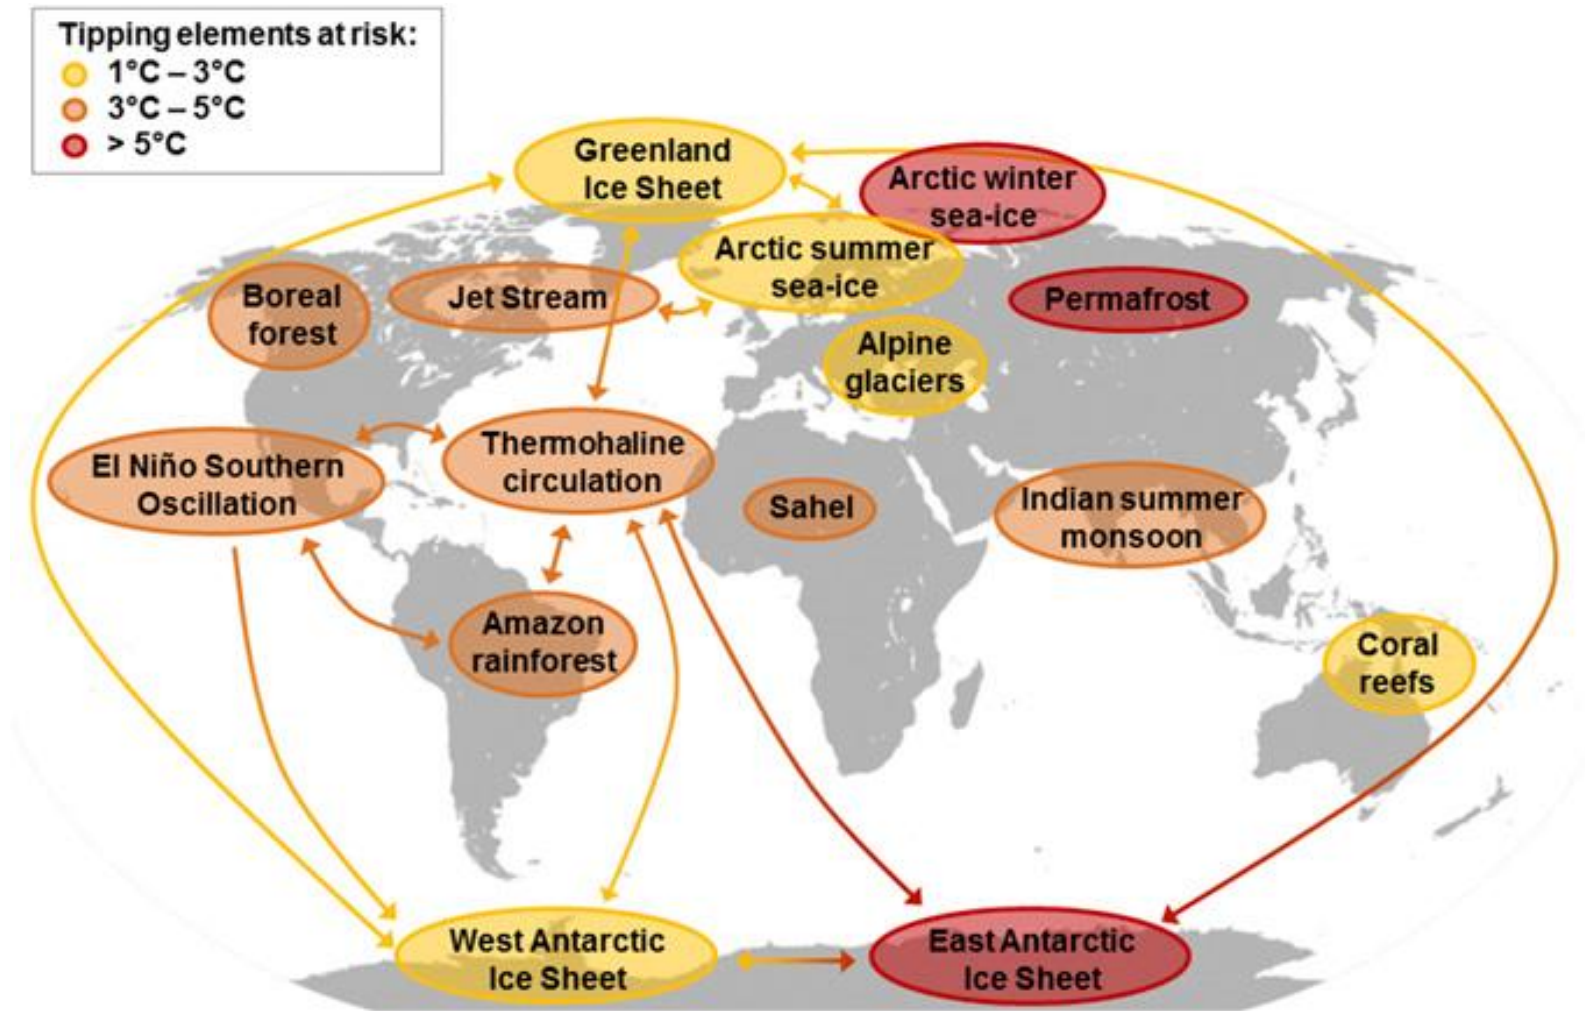 Tipping elements at risk:
1°C – 3°C
3°C – 5°C
> 5°C
Greenland
Ice Sheet
Arctic winter
sea-ice
Arctic summer
sea-ice
Boreal
forest
Jet Stream
Permafrost
Alpine
glaciers
El Niño Southern
Oscillation
Thermohaline
circulation
Sahel
Indian summer
monsoon
Amazon
rainforest
Coral
reefs
West Antarctic
Ice Sheet
East Antarctic
Ice Sheet